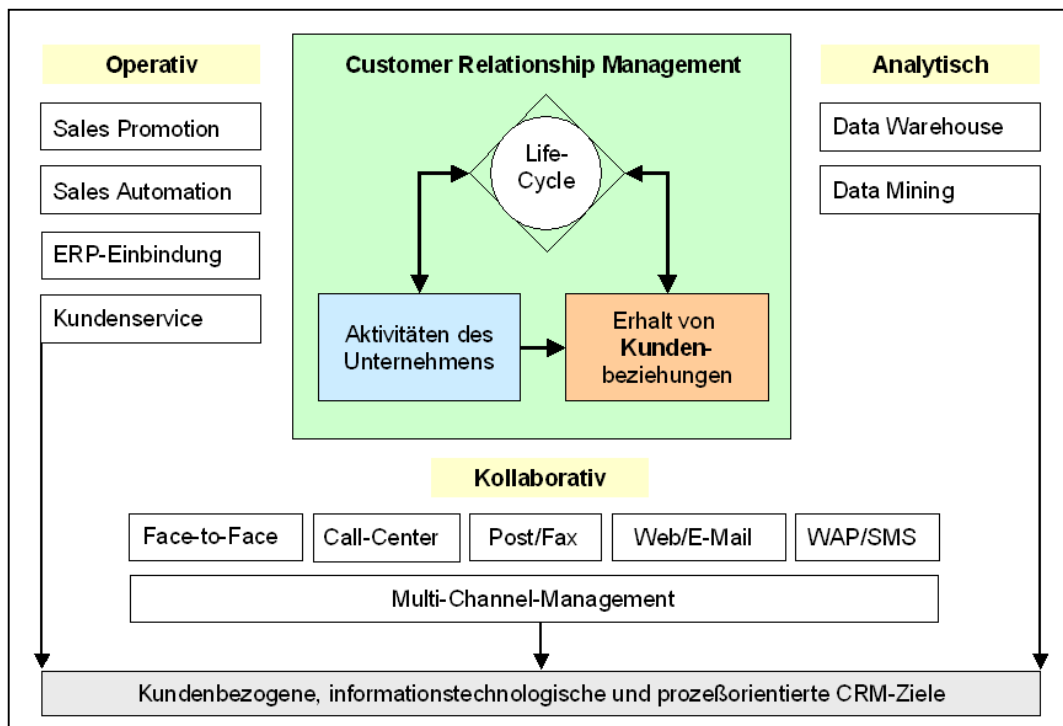 Operativ
Sales Promotion
Sales Automation
ERP-Einbindung
Kundenservice
Customer Relationship Management
Life-
Cycle
Aktivitäten des
Unternehmens
Erhalt von
Kunden-
beziehungen
Analytisch
Data Warehouse
Data Mining
Kollaborativ
Face-to-Face
Call-Center
Post/Fax
Web/E-Mail
WAP/SMS
Multi-Channel-Management
Kundenbezogene, informationstechnologische und prozeßorientierte CRM-Ziele